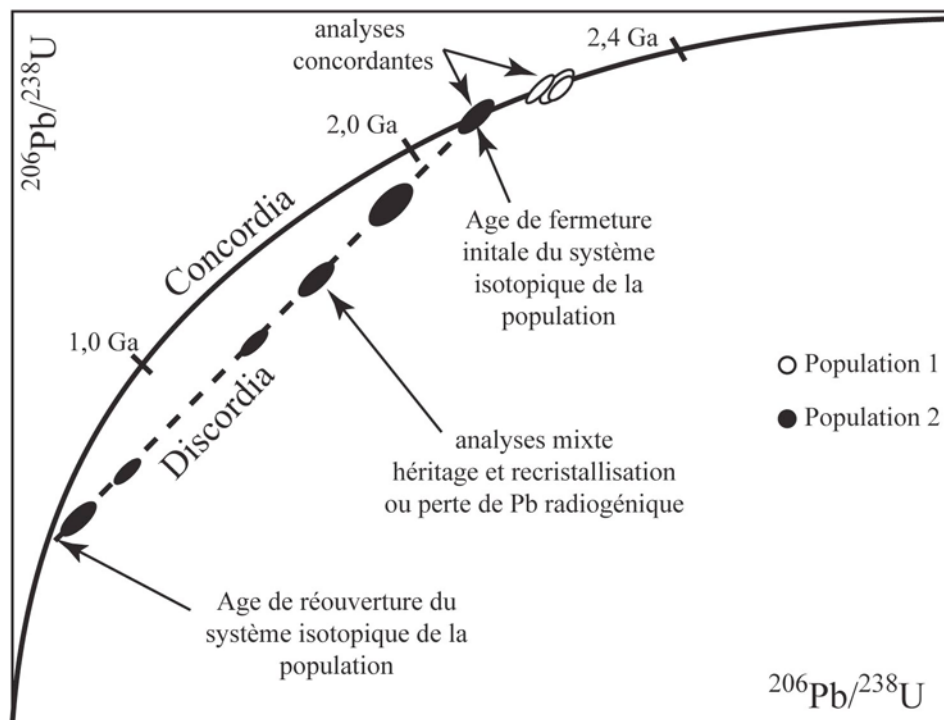 206Pb/238U
analyses
concordantes
2,4 Ga
2,0 Ga
Concordia
Age de fermeture
initale du système
isotopique de la
population
1,0 Ga
Population 1
Population 2
Discordia
analyses mixte
héritage et recristallisation
ou perte de Pb radiogénique
Age de réouverture du
système isotopique de la
population
206Pb/238U